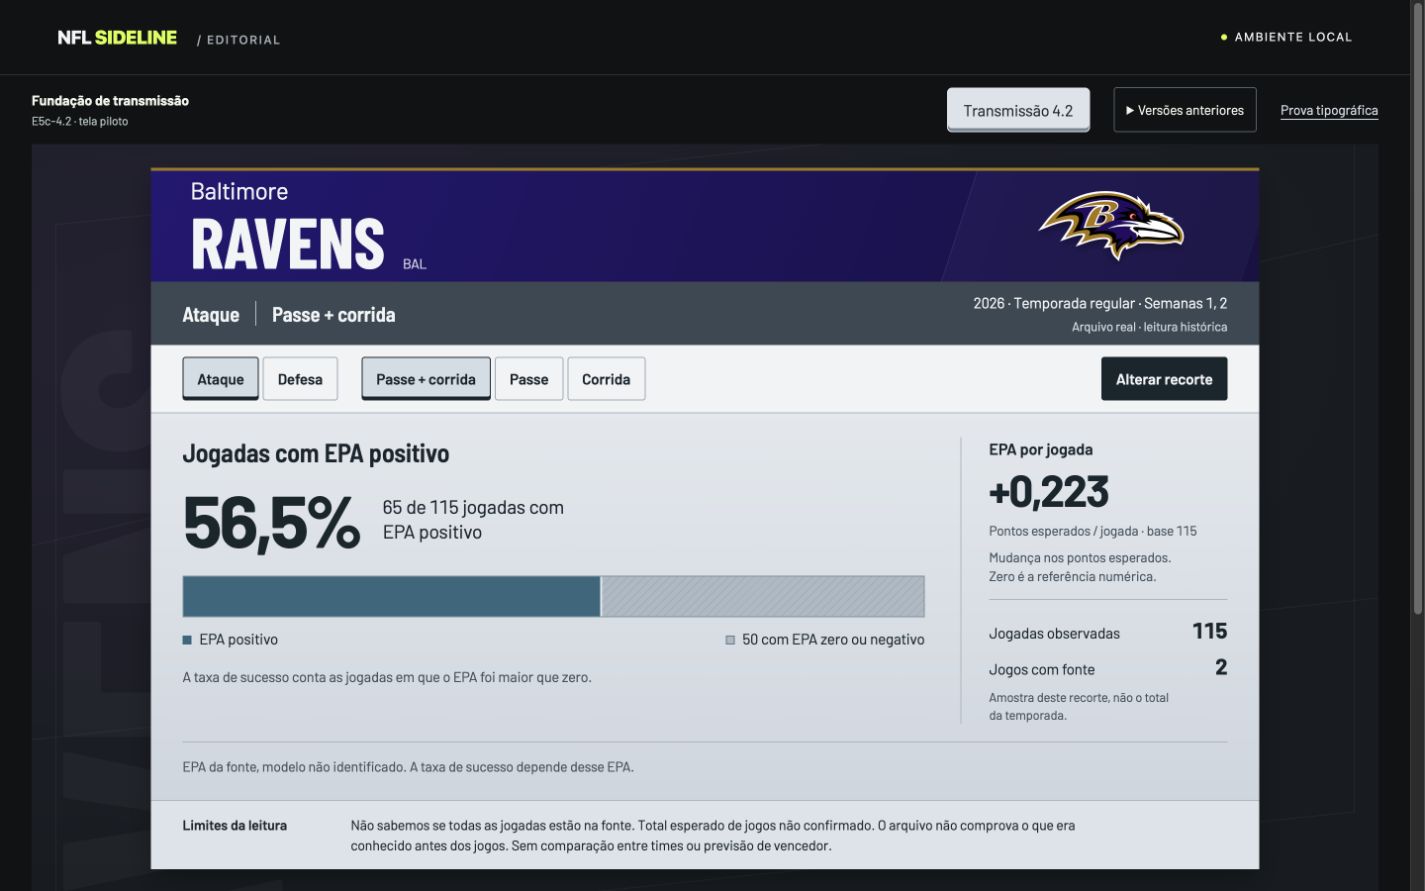 NFL SIDELINE / EDITORIAL
AMBIENTE LOCAL
Fundação de transmissão
E5c-4.2 · tela piloto
Transmissão 4.2
Versões anteriores
Prova tipográfica
Baltimore
RAVENS BAL
B
Ataque
Passe + corrida
2026 · Temporada regular · Semanas 1, 2
Arquivo real · leitura histórica
Ataque
Defesa
Passe + corrida
Passe
Corrida
Alterar recorte
Jogadas com EPA positivo
56,5%
65 de 115 jogadas com
EPA positivo
EPA positivo
50 com EPA zero ou negativo
A taxa de sucesso conta as jogadas em que o EPA foi maior que zero.
EPA por jogada
+0,223
Pontos esperados / jogada · base 115
Mudança nos pontos esperados.
Zero é a referência numérica.
Jogadas observadas 115
Jogos com fonte 2
Amostra deste recorte, não o total
da temporada.
EPA da fonte, modelo não identificado. A taxa de sucesso depende desse EPA.
Limites da leitura
Não sabemos se todas as jogadas estão na fonte. Total esperado de jogos não confirmado. O arquivo não comprova o que era
conhecido antes dos jogos. Sem comparação entre times ou previsão de vencedor.